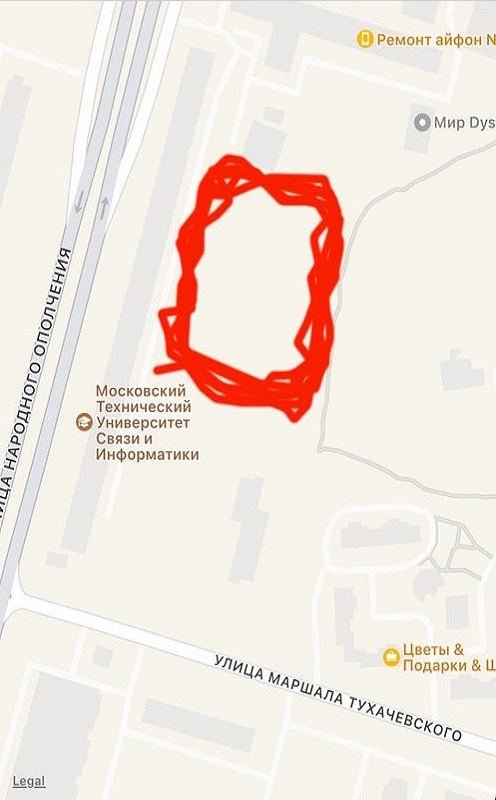 Ремонт айфон N
Мир Dys
УЛИЦА НАРОДНОГО ОПОЛЧЕНИЯ
Московский
Технический
Университет
Связи и
Информатики
Цветы &
Подарки & Ш
УЛИЦА МАРШАЛА ТУХАЧЕВСКОГО
Legal